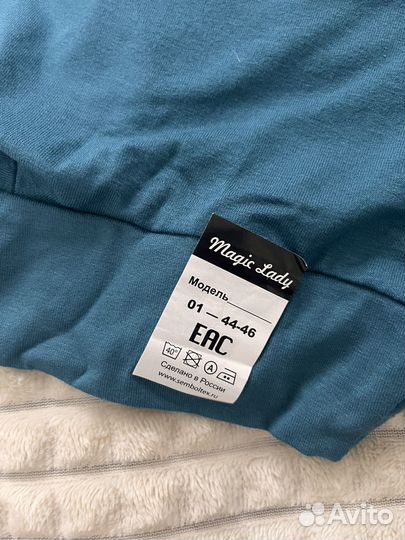 Magic Lady
Модель
01 — 44-46
EAC
40° A
Сделано в России
www.semboltex.ru
Avito